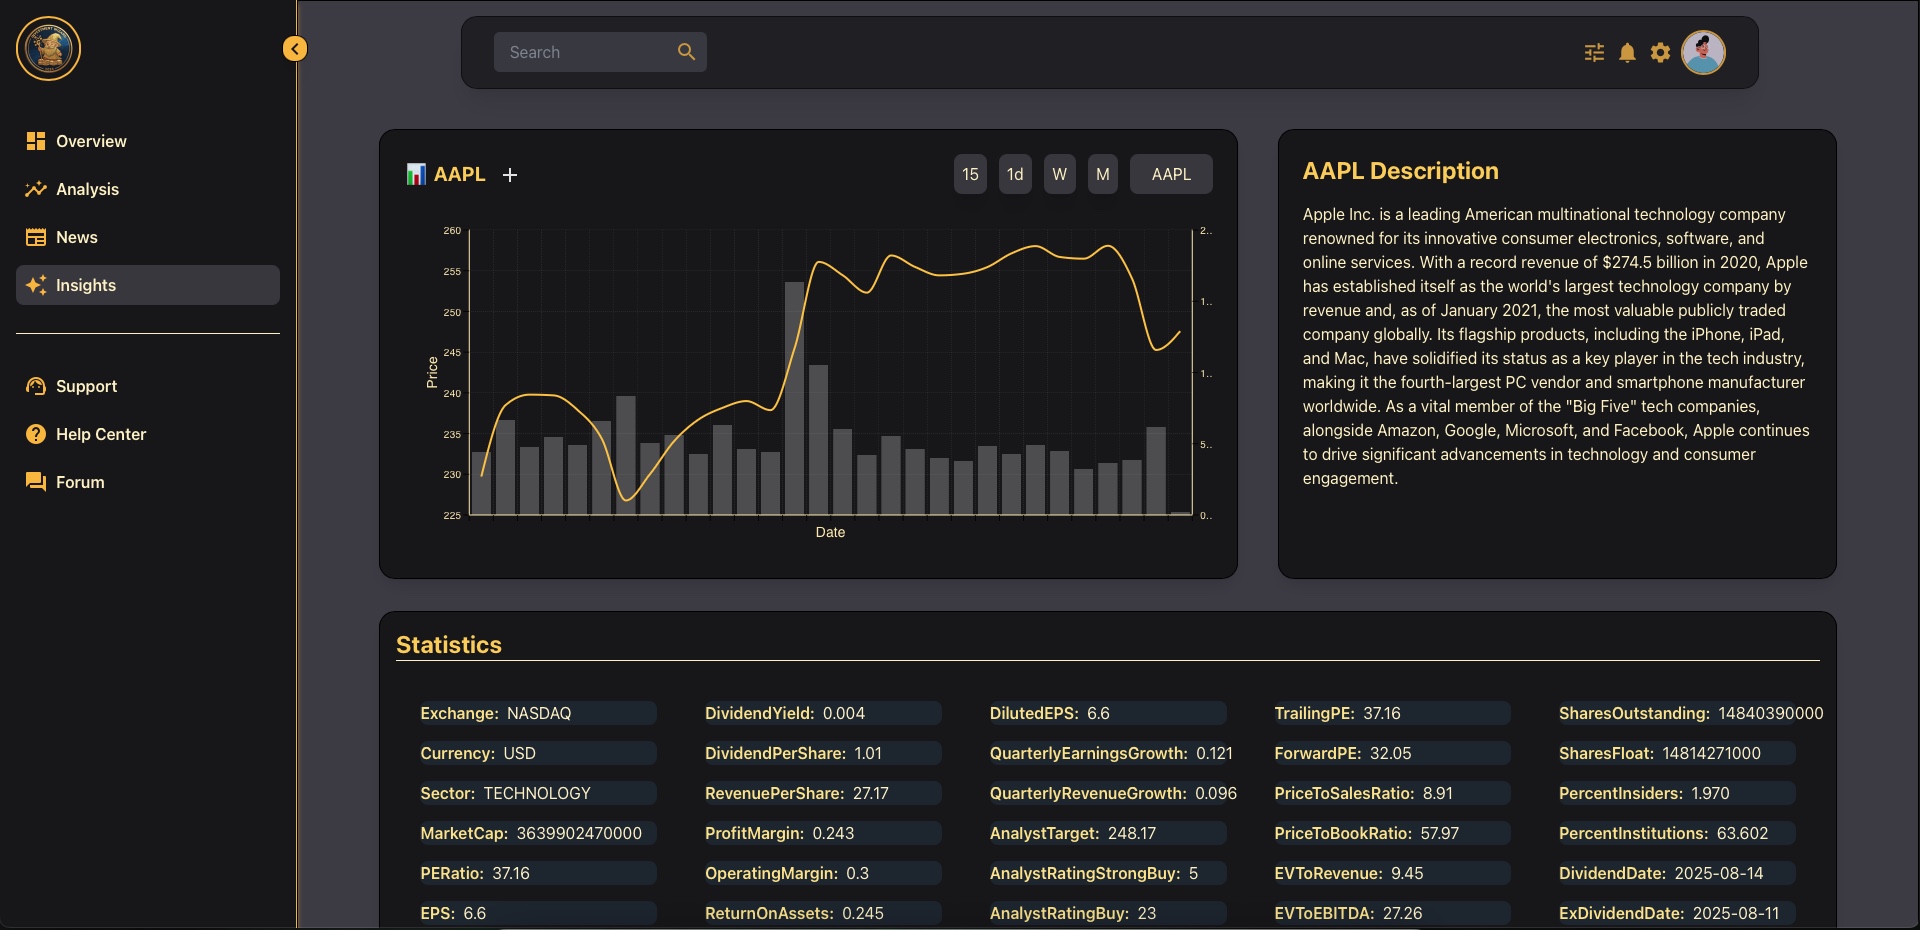 Search
Overview
Analysis
News
Insights
Support
Help Center
Forum
AAPL +
15 1d W M AAPL
260
255
250
245
240
235
230
225
Price
2..
1..
1..
5..
0..
Date
AAPL Description
Apple Inc. is a leading American multinational technology company
renowned for its innovative consumer electronics, software, and
online services. With a record revenue of $274.5 billion in 2020, Apple
has established itself as the world's largest technology company by
revenue and, as of January 2021, the most valuable publicly traded
company globally. Its flagship products, including the iPhone, iPad,
and Mac, have solidified its status as a key player in the tech industry,
making it the fourth-largest PC vendor and smartphone manufacturer
worldwide. As a vital member of the "Big Five" tech companies,
alongside Amazon, Google, Microsoft, and Facebook, Apple continues
to drive significant advancements in technology and consumer
engagement.
Statistics
Exchange: NASDAQ
Currency: USD
Sector: TECHNOLOGY
MarketCap: 3639902470000
PERatio: 37.16
EPS: 6.6
DividendYield: 0.004
DividendPerShare: 1.01
RevenuePerShare: 27.17
ProfitMargin: 0.243
OperatingMargin: 0.3
ReturnOnAssets: 0.245
DilutedEPS: 6.6
QuarterlyEarningsGrowth: 0.121
QuarterlyRevenueGrowth: 0.096
AnalystTarget: 248.17
AnalystRatingStrongBuy: 5
AnalystRatingBuy: 23
TrailingPE: 37.16
ForwardPE: 32.05
PriceToSalesRatio: 8.91
PriceToBookRatio: 57.97
EVToRevenue: 9.45
EVToEBITDA: 27.26
SharesOutstanding: 14840390000
SharesFloat: 14814271000
PercentInsiders: 1.970
PercentInstitutions: 63.602
DividendDate: 2025-08-14
ExDividendDate: 2025-08-11